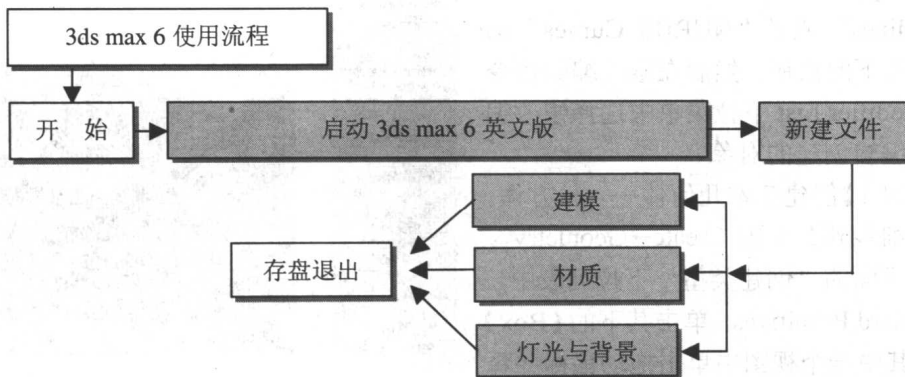 3ds max 6 使用流程
开 始
启动 3ds max 6 英文版
新建文件
建模
存盘退出
材质
灯光与背景